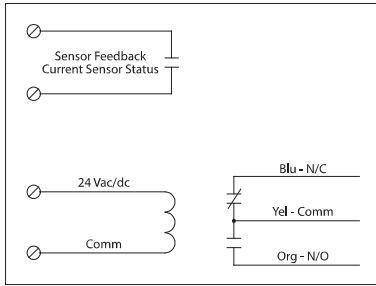 Sensor Feedback
Current Sensor Status
24 Vac/dc
Comm
Blu - N/C
Yel - Comm
Org - N/O